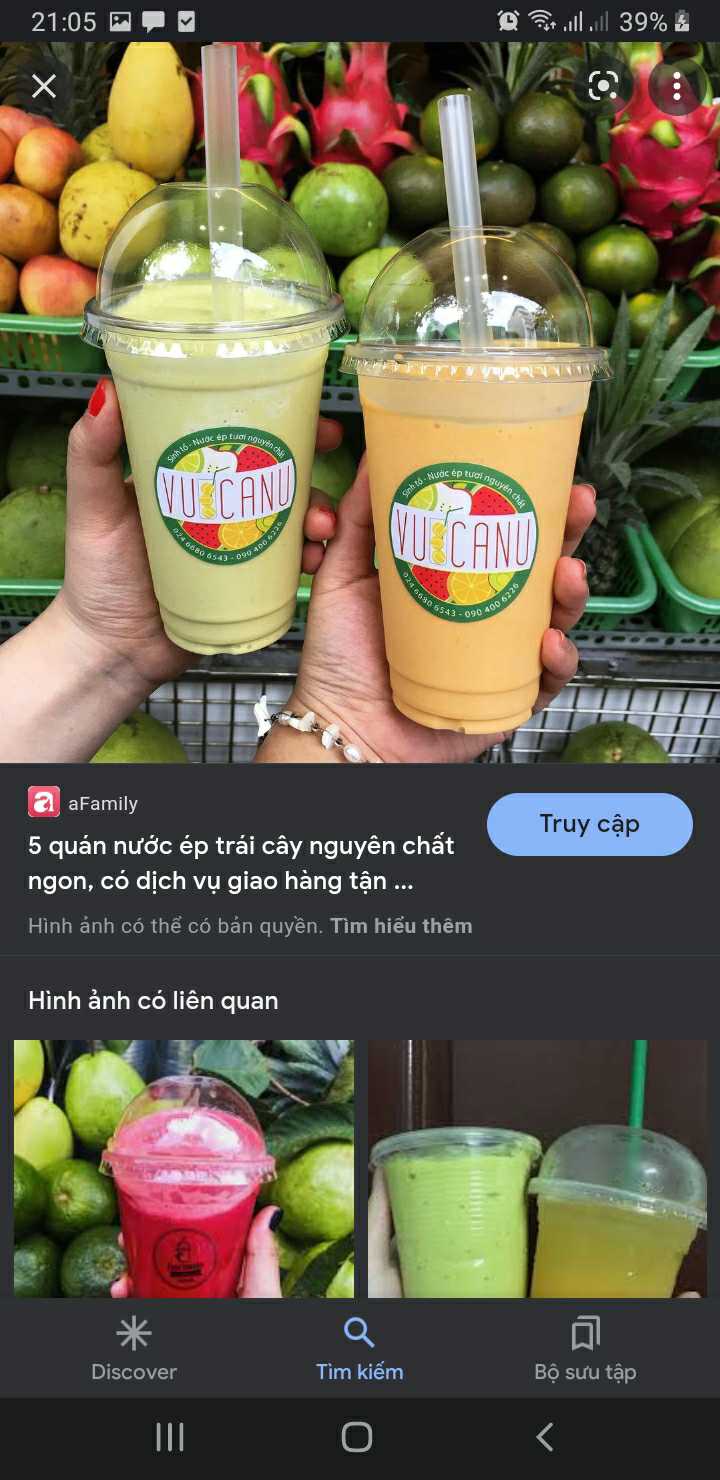 21:05
39%
Sinh tố - Nước ép tươi nguyên chất
VUA CANU
024 6680 6543 - 090 400 6226
Sinh tố - Nước ép tươi nguyên chất
CANU
024 6680 6543 - 090 400 6226
aFamily
5 quán nước ép trái cây nguyên chất
ngon, có dịch vụ giao hàng tận ...
Truy cập
Hình ảnh có thể có bản quyền. Tìm hiểu thêm
Hình ảnh có liên quan
Discover
Tìm kiếm
Bộ sưu tập